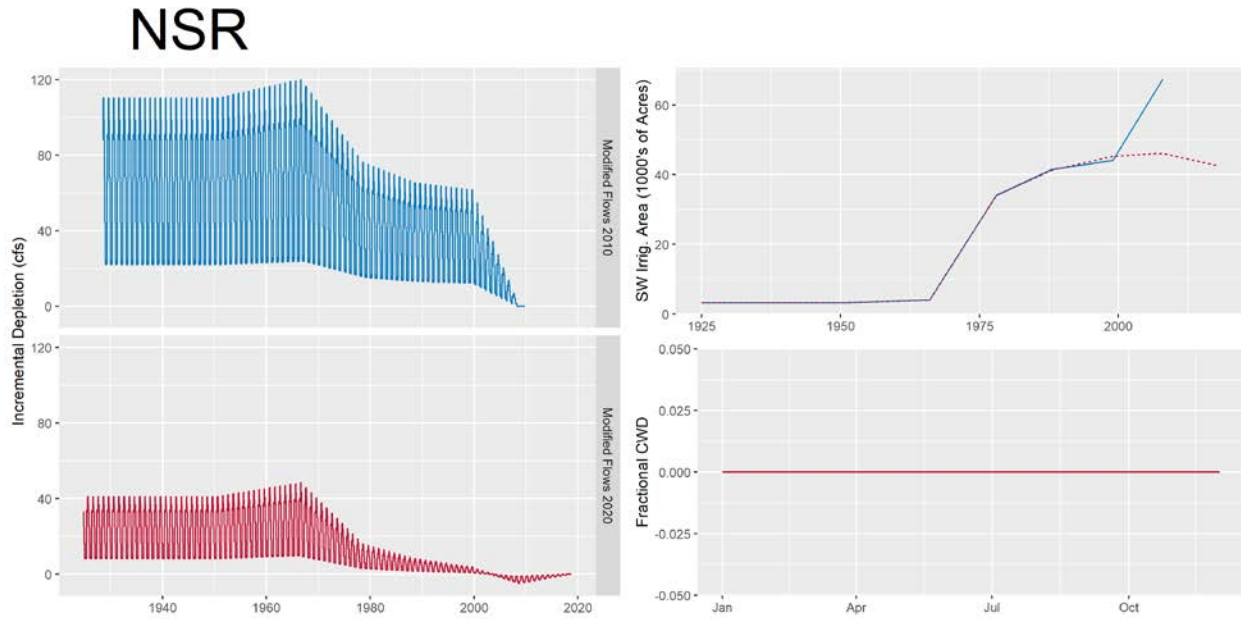 NSR
Incremental Depletion (cfs)
120
80
40
0
Modified Flows 2010
120
80
40
0
Modified Flows 2020
1940
1960
1980
2000
2020
SW Irrig. Area (1000's of Acres)
60
40
20
0
1925
1950
1975
2000
Fractional CWD
0.050
0.025
0.000
-0.025
-0.050
Jan
Apr
Jul
Oct